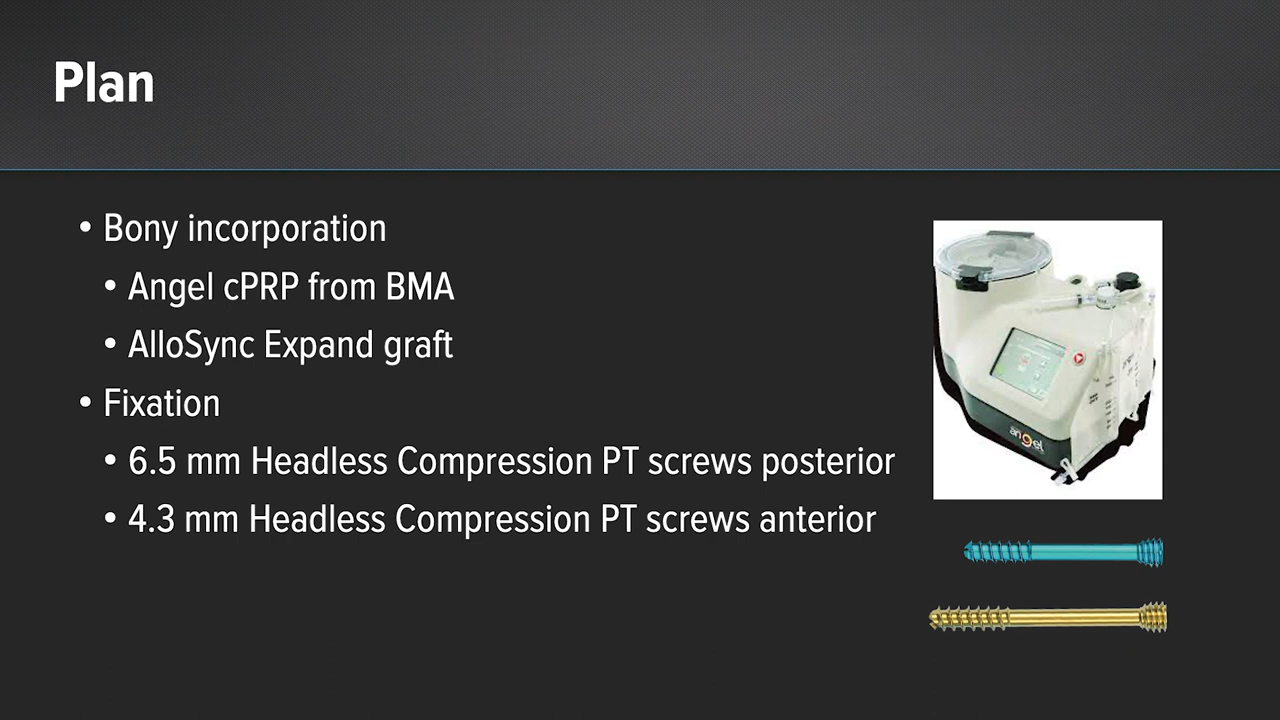 Plan
• Bony incorporation
• Angel cPRP from BMA
• AlloSync Expand graft
• Fixation
• 6.5 mm Headless Compression PT screws posterior
• 4.3 mm Headless Compression PT screws anterior
angel